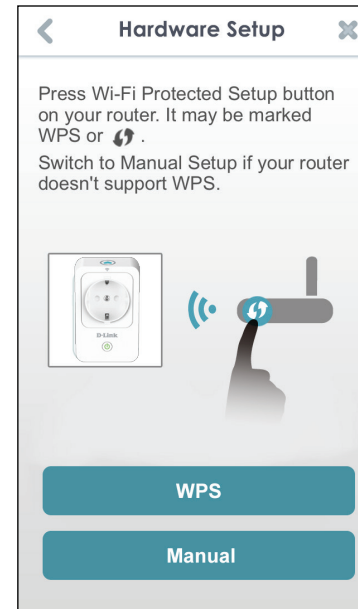 Hardware Setup
Press Wi-Fi Protected Setup button
on your router. It may be marked
WPS or .
Switch to Manual Setup if your router
doesn't support WPS.
D-Link
WPS
Manual